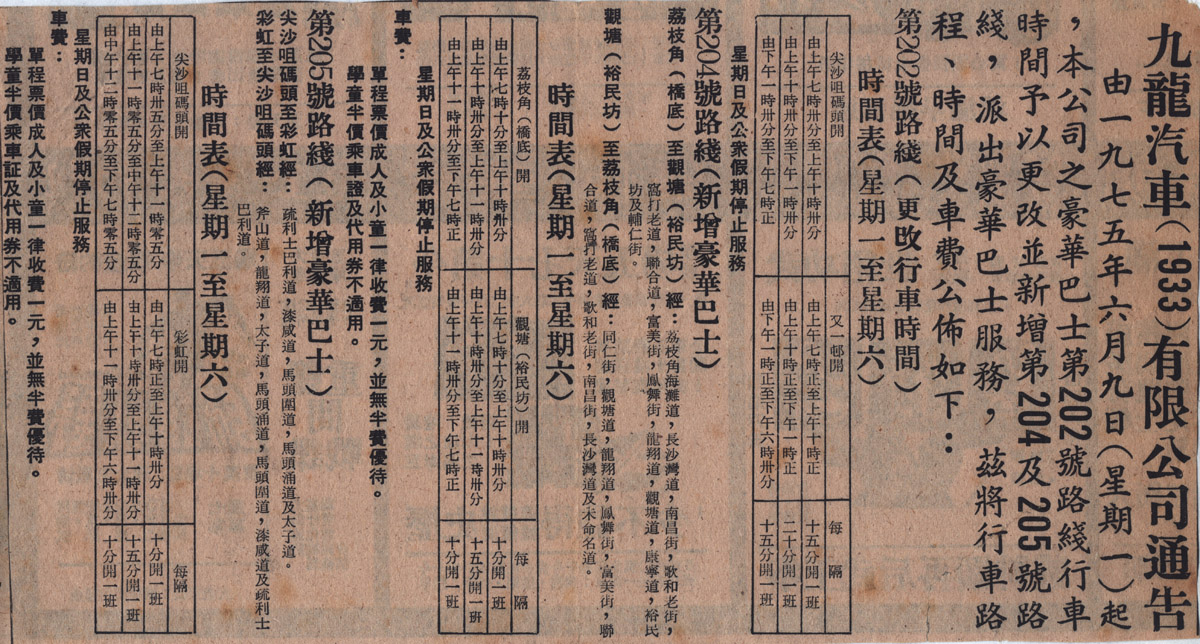 九龍汽車(1933)有限公司通告
由一九七五年六月九日(星期一)起
，本公司之豪華巴士第202號路綫行車
時間予以更改並新增第204及205號路
綫，派出豪華巴士服務，茲將行車路
程、時間及車費公佈如下：
第202號路綫(更改行車時間)
時間表(星期一至星期六)
尖沙咀碼頭開 又一邨開 每隔
由上午七時卅分至上午十時卅分 由上午七時正至上午十時正 十五分開一班
由上午十時卅分至下午一時卅分 由上午十時正至下午一時正 二十分開一班
由下午一時卅分至下午七時正 由下午一時正至下午六時卅分 十五分開一班
星期日及公衆假期停止服務
第204號路綫(新增豪華巴士)
荔枝角(橋底)至觀塘(裕民坊)經：荔枝角海灘道，長沙灣道，南昌街，歌和老街，
窩打老道，聯合道，富美街，鳳舞街，龍翔道，觀塘道，康寧道，裕民
坊及輔仁街。
觀塘(裕民坊)至荔枝角(橋底)經：同仁街，觀塘道，龍翔道，鳳舞街，富美街，聯
合道，窩打老道，歌和老街，南昌街，長沙灣道及未命名道。
時間表(星期一至星期六)
荔枝角(橋底)開 觀塘(裕民坊)開 每隔
由上午七時十分至上午十時卅分 由上午七時十分至上午十時卅分 十分開一班
由上午十時卅分至上午十一時卅分 由上午十時卅分至上午十一時卅分 十五分開一班
由上午十一時卅分至下午七時正 由上午十一時卅分至下午七時正 十分開一班
星期日及公衆假期停止服務
車費：
單程票價成人及小童一律收費一元，並無半費優待。
學童半價乘車證及代用券不適用。
第205號路綫(新增豪華巴士)
尖沙咀碼頭至彩虹經：疏利士巴利道，漆咸道，馬頭圍道，馬頭涌道及太子道。
彩虹至尖沙咀碼頭經：斧山道，龍翔道，太子道，馬頭涌道，馬頭圍道，漆咸道及疏利士
巴利道。
時間表(星期一至星期六)
尖沙咀碼頭開 彩虹開 每隔
由上午七時卅五分至上午十一時零五分 由上午七時正至上午十時卅分 十分開一班
由上午十一時零五分至中午十二時零五分 由上午十時卅分至上午十一時卅分 十五分開一班
由中午十二時零五分至下午七時零五分 由上午十一時卅分至下午六時卅分 十分開一班
星期日及公衆假期停止服務
車費：
單程票價成人及小童一律收費一元，並無半費優待。
學童半價乘車証及代用券不適用。